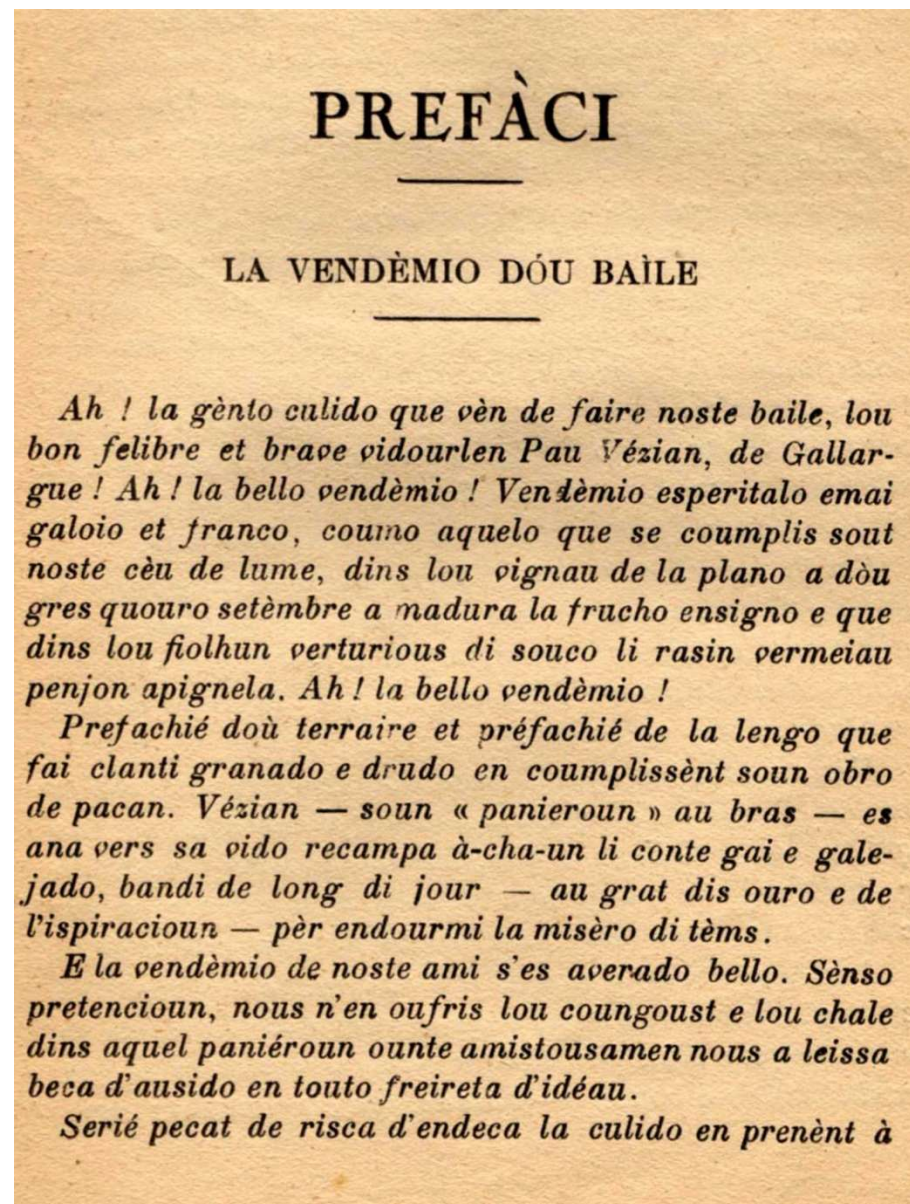 PREFÀCI
LA VENDÈMIO DÓU BAÌLE
Ah ! la gènto culido que vèn de faire noste baile, lou
bon felibre et brave vidourlen Pau Vézian, de Gallar-
gue ! Ah ! la bello vendèmio ! Vendèmio esperitalo emai
galoio et franco, coumo aquelo que se coumplis sout
noste cèu de lume, dins lou vignau de la plano a dòu
gres quouro setèmbre a madura la frucho ensigno e que
dins lou fiolhun verturious di souco li rasin vermeiau
penjon apignela. Ah ! la bello vendèmio !
Prefachié doù terraire et préfachié de la lengo que
fai clanti granado e drudo en coumplissènt soun obro
de pacan. Vézian — soun « panieroun » au bras — es
ana vers sa vido recampa à-cha-un li conte gai e gale-
jado, bandi de long di jour — au grat dis ouro e de
l'ispiracioun — pèr endourmi la misèro di tèms.
E la vendèmio de noste ami s'es averado bello. Sènso
pretencioun, nous n'en oufris lou coungoust e lou chale
dins aquel paniéroun ounte amistousamen nous a leissa
beca d'ausido en touto freireta d'idéau.
Serié pecat de risca d'endeca la culido en prenènt à